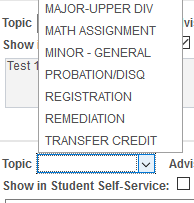 MAJOR-UPPER DIV
Topic
MATH ASSIGNMENT
Show
MINOR - GENERAL
Test 1
PROBATION/DISQ
REGISTRATION
REMEDIATION
TRANSFER CREDIT
Topic Advi
Show in Student Self-Service: